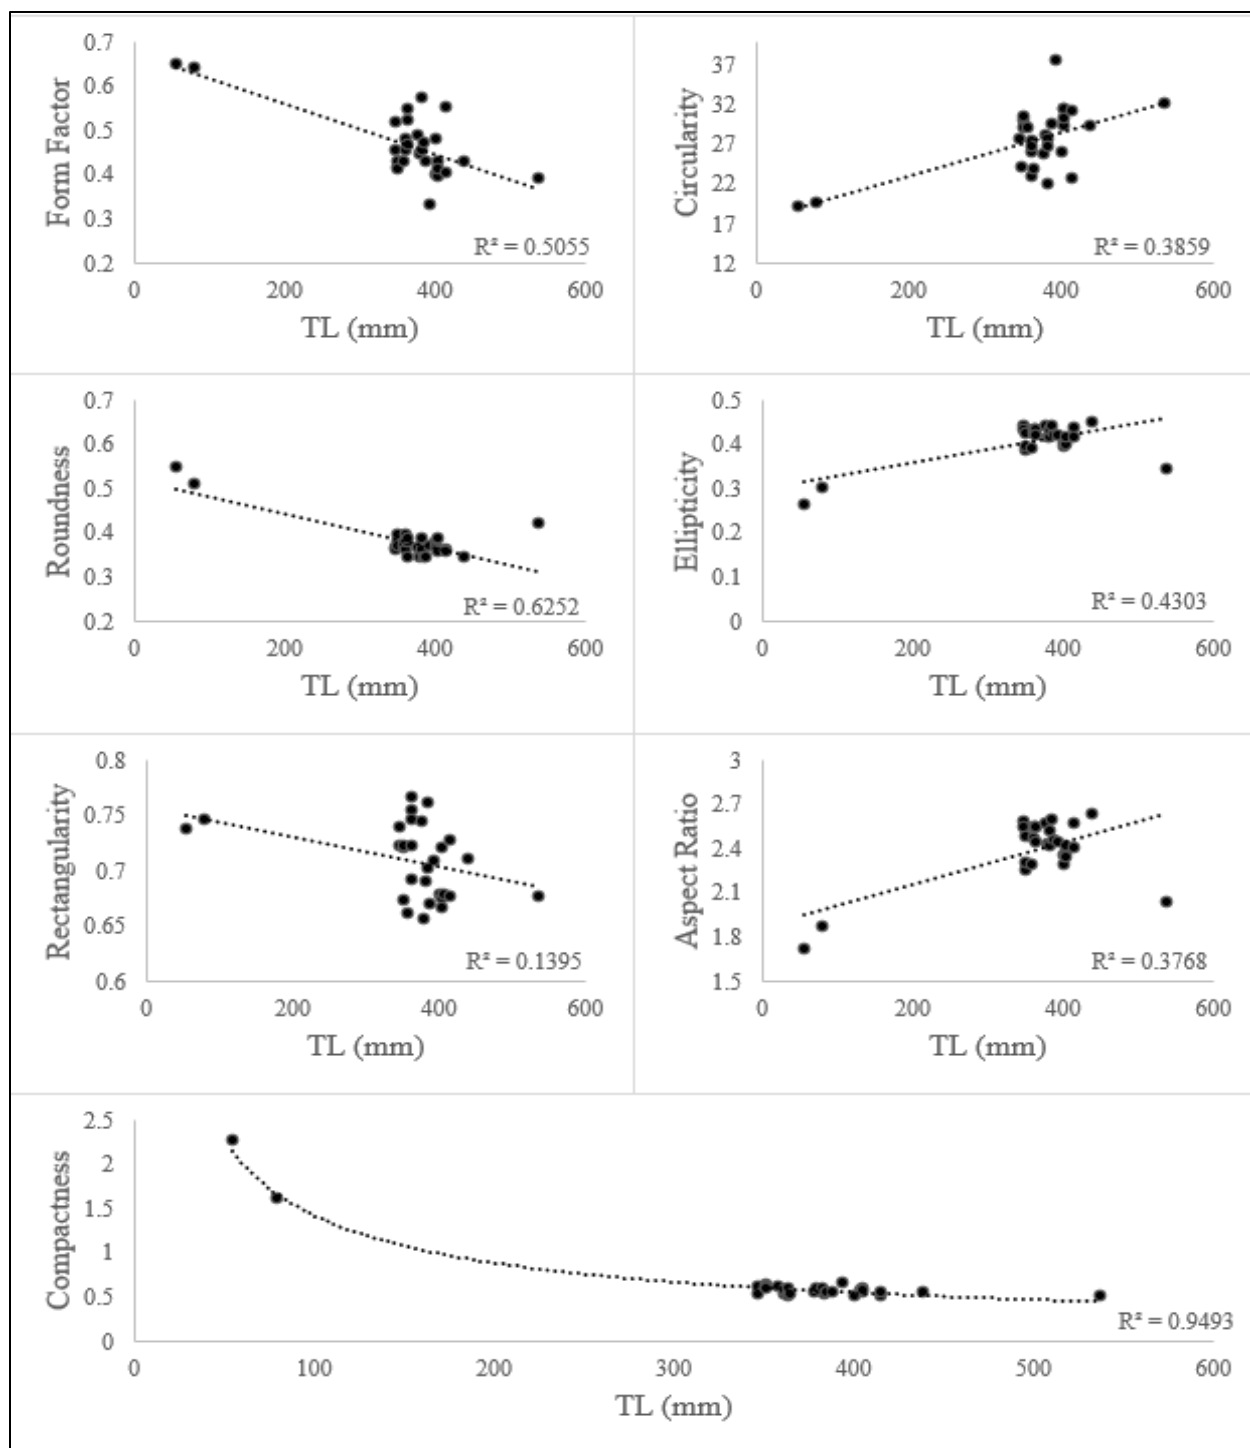 Form Factor
0.7
0.6
0.5
0.4
0.3
0.2
R² = 0.5055
0 200 400 600
TL (mm)
Circularity
37
32
27
22
17
12
R² = 0.3859
0 200 400 600
TL (mm)
Roundness
0.7
0.6
0.5
0.4
0.3
0.2
R² = 0.6252
0 200 400 600
TL (mm)
Ellipticity
0.5
0.4
0.3
0.2
0.1
0
R² = 0.4303
0 200 400 600
TL (mm)
Rectangularity
0.8
0.75
0.7
0.65
0.6
R² = 0.1395
0 200 400 600
TL (mm)
Aspect Ratio
3
2.7
2.4
2.1
1.8
1.5
R² = 0.3768
0 200 400 600
TL (mm)
Compactness
2.5
2
1.5
1
0.5
0
R² = 0.9493
0 100 200 300 400 500 600
TL (mm)